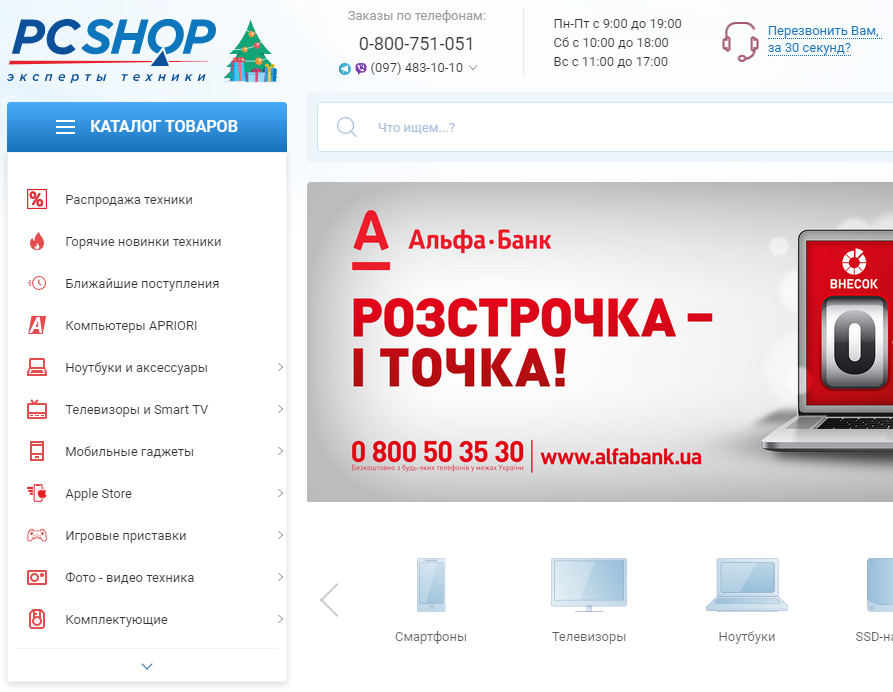 PCSHOP
эксперты техники
Заказы по телефонам:
0-800-751-051
(097) 483-10-10
Пн-Пт с 9:00 до 19:00
Сб с 10:00 до 18:00
Вс с 11:00 до 17:00
Перезвонить Вам,
за 30 секунд?
КАТАЛОГ ТОВАРОВ
Что ищем...?
Распродажа техники
Горячие новинки техники
Ближайшие поступления
Компьютеры APRIORI
Ноутбуки и аксессуары
Телевизоры и Smart TV
Мобильные гаджеты
Apple Store
Игровые приставки
Фото - видео техника
Комплектующие
Альфа·Банк
РОЗСТРОЧКА –
І ТОЧКА!
ВНЕСОК
0
0 800 50 35 30
www.alfabank.ua
Безкоштовно з будь-яких телефонів у межах України
Смартфоны
Телевизоры
Ноутбуки
SSD-на